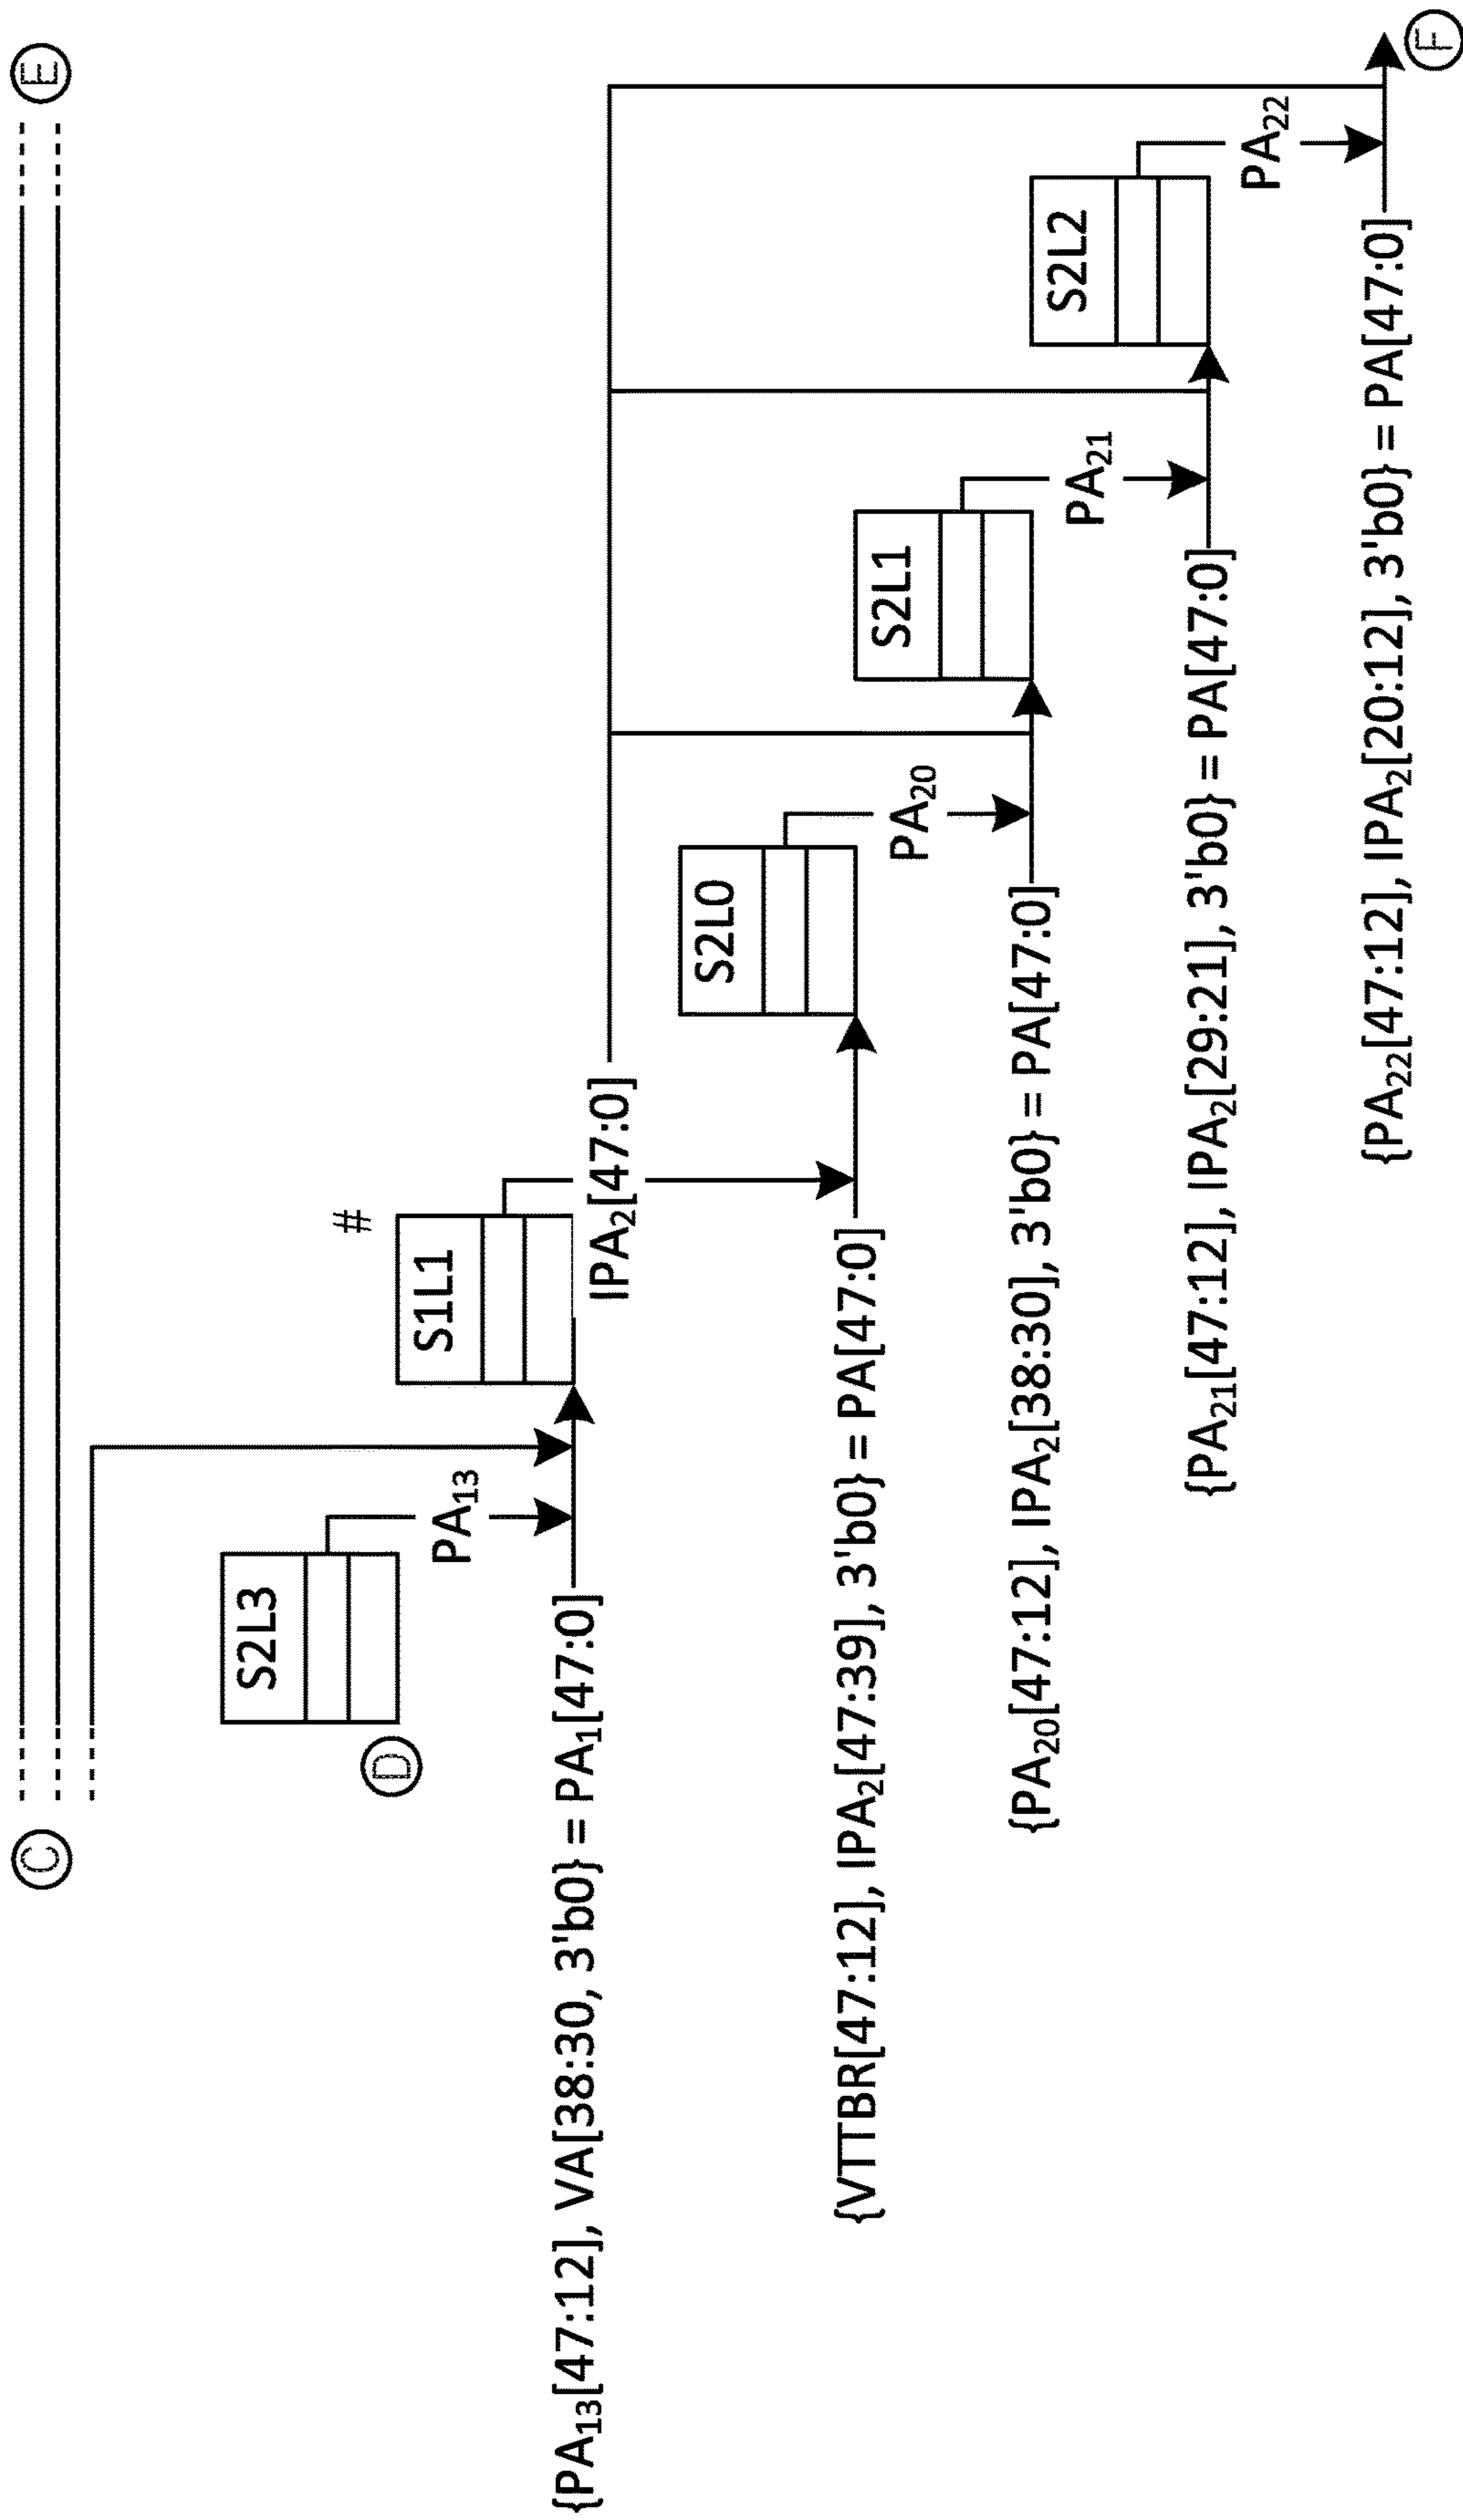 C
E
D
S2L3
PA13
#
S1L1
{PA13[47:12], VA[38:30, 3'b0} = PA1[47:0]
IPA2[47:0]
S2L0
{VTTBR[47:12], IPA2[47:39], 3'b0} = PA[47:0]
PA20
S2L1
{PA20[47:12], IPA2[38:30], 3'b0} = PA[47:0]
PA21
S2L2
{PA21[47:12], IPA2[29:21], 3'b0} = PA[47:0]
PA22
{PA22[47:12], IPA2[20:12], 3'b0} = PA[47:0]
F